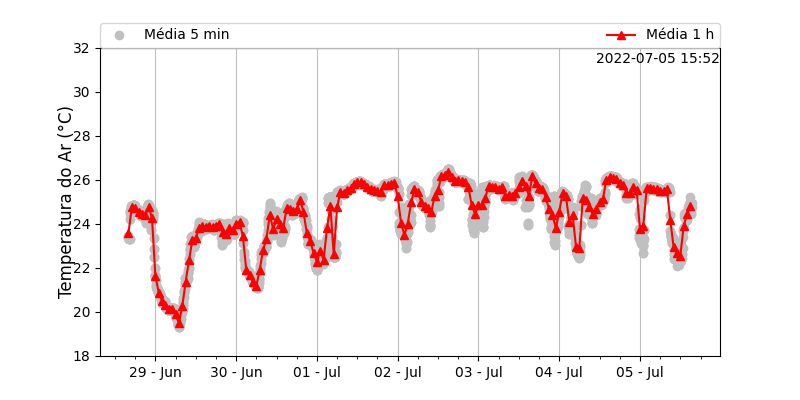 Média 5 min
Média 1 h
2022-07-05 15:52
Temperatura do Ar (°C)
32
30
28
26
24
22
20
18
29 - Jun
30 - Jun
01 - Jul
02 - Jul
03 - Jul
04 - Jul
05 - Jul